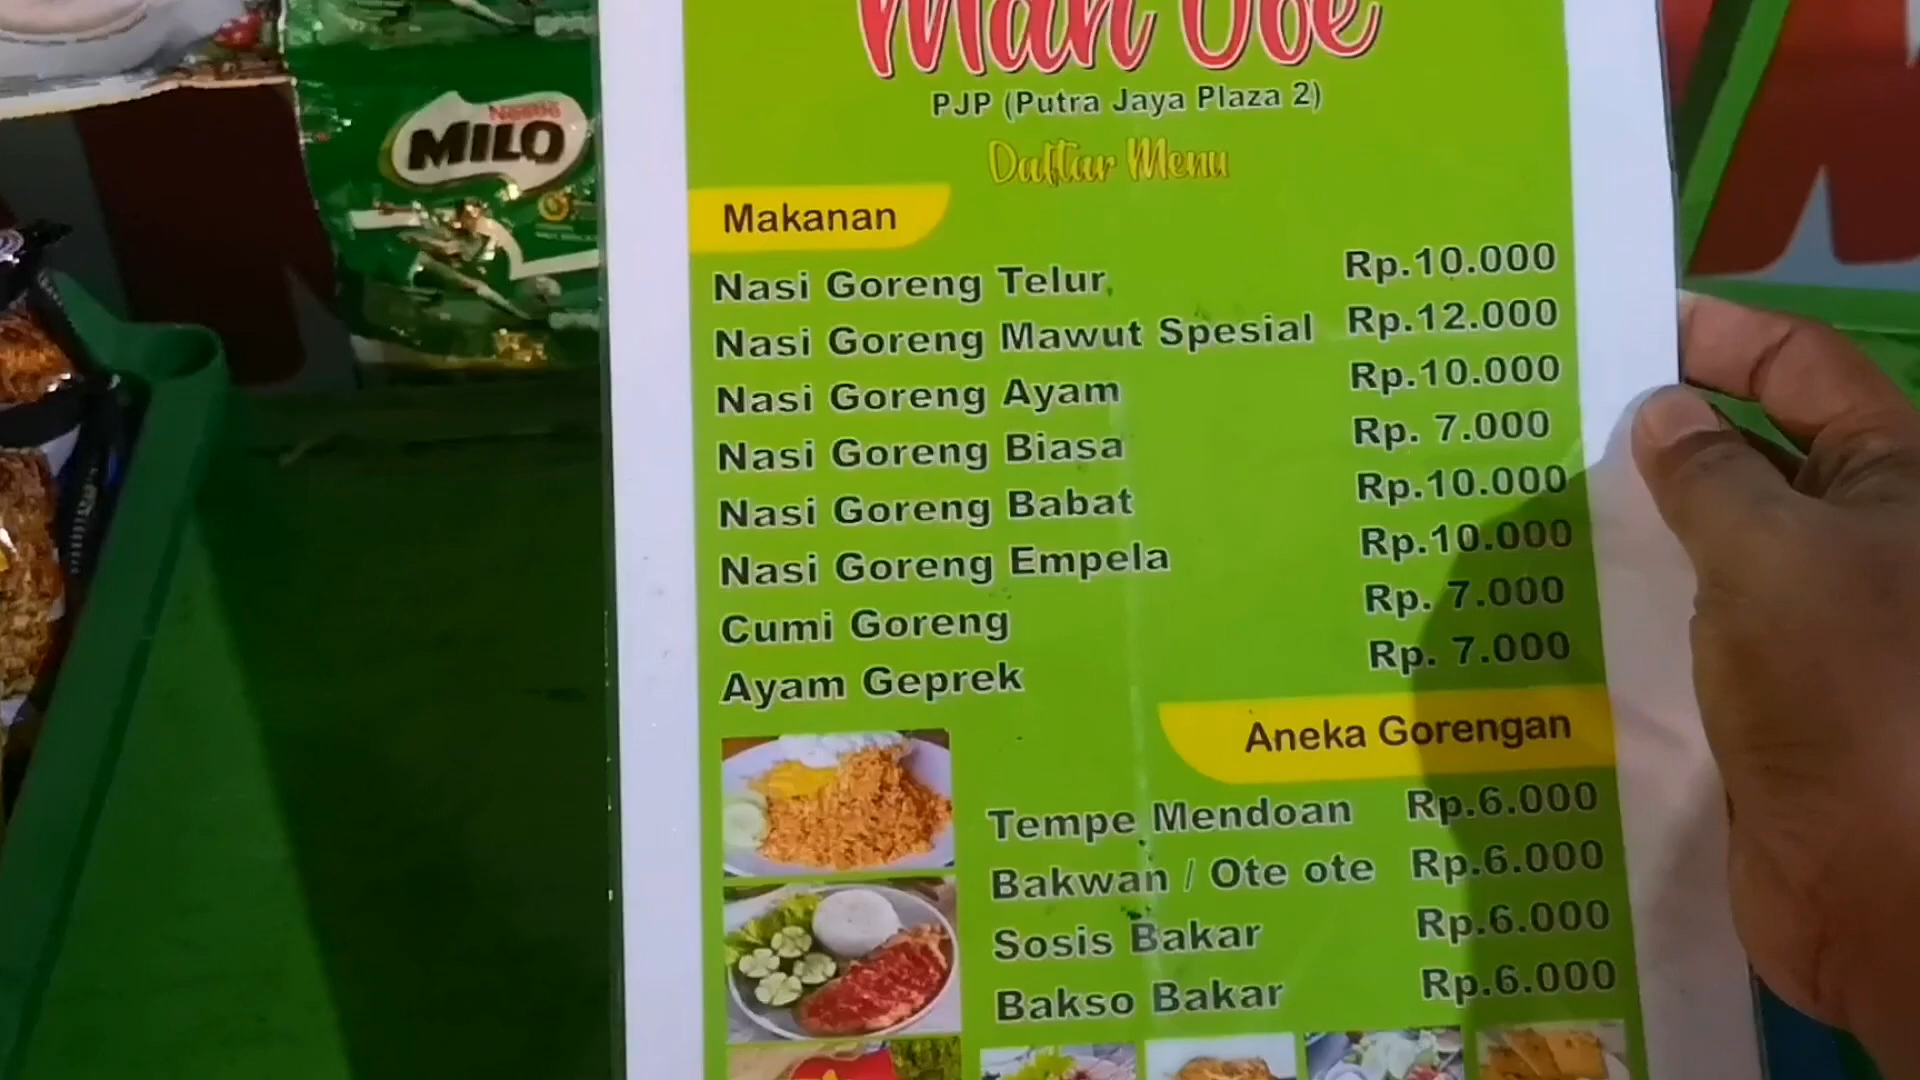 Man Obe
PJP (Putra Jaya Plaza 2)
Daftar Menu
Nestlé
MILO
Makanan
Nasi Goreng Telur Rp.10.000
Nasi Goreng Mawut Spesial Rp.12.000
Nasi Goreng Ayam Rp.10.000
Nasi Goreng Biasa Rp. 7.000
Nasi Goreng Babat Rp.10.000
Nasi Goreng Empela Rp.10.000
Cumi Goreng Rp. 7.000
Ayam Geprek Rp. 7.000
Aneka Gorengan
Tempe Mendoan Rp.6.000
Bakwan / Ote ote Rp.6.000
Sosis Bakar Rp.6.000
Bakso Bakar Rp.6.000